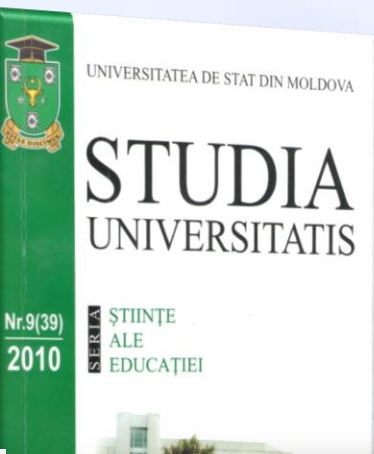 UNIVERSITATEA DE STAT DIN MOLDOVA
STUDIA
UNIVERSITATIS
Nr.9(39)
2010
SERIA
ŞTIINŢE
ALE
EDUCAŢIEI